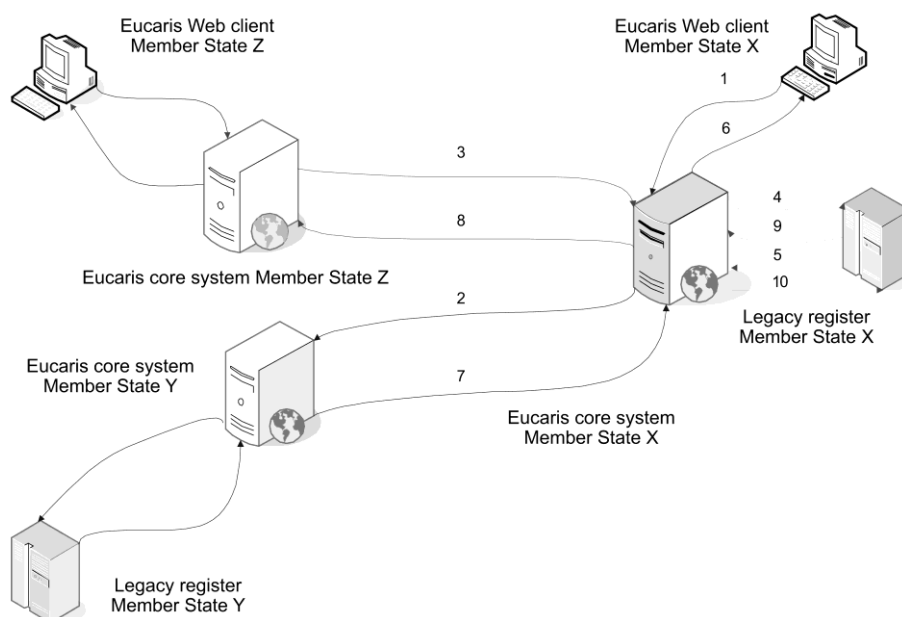 Eucaris Web client
Member State Z
Eucaris Web client
Member State X
1
6
3
4
8
9
5
10
Eucaris core system Member State Z
2
Legacy register
Member State X
Eucaris core system
Member State Y
7
Eucaris core system
Member State X
Legacy register
Member State Y